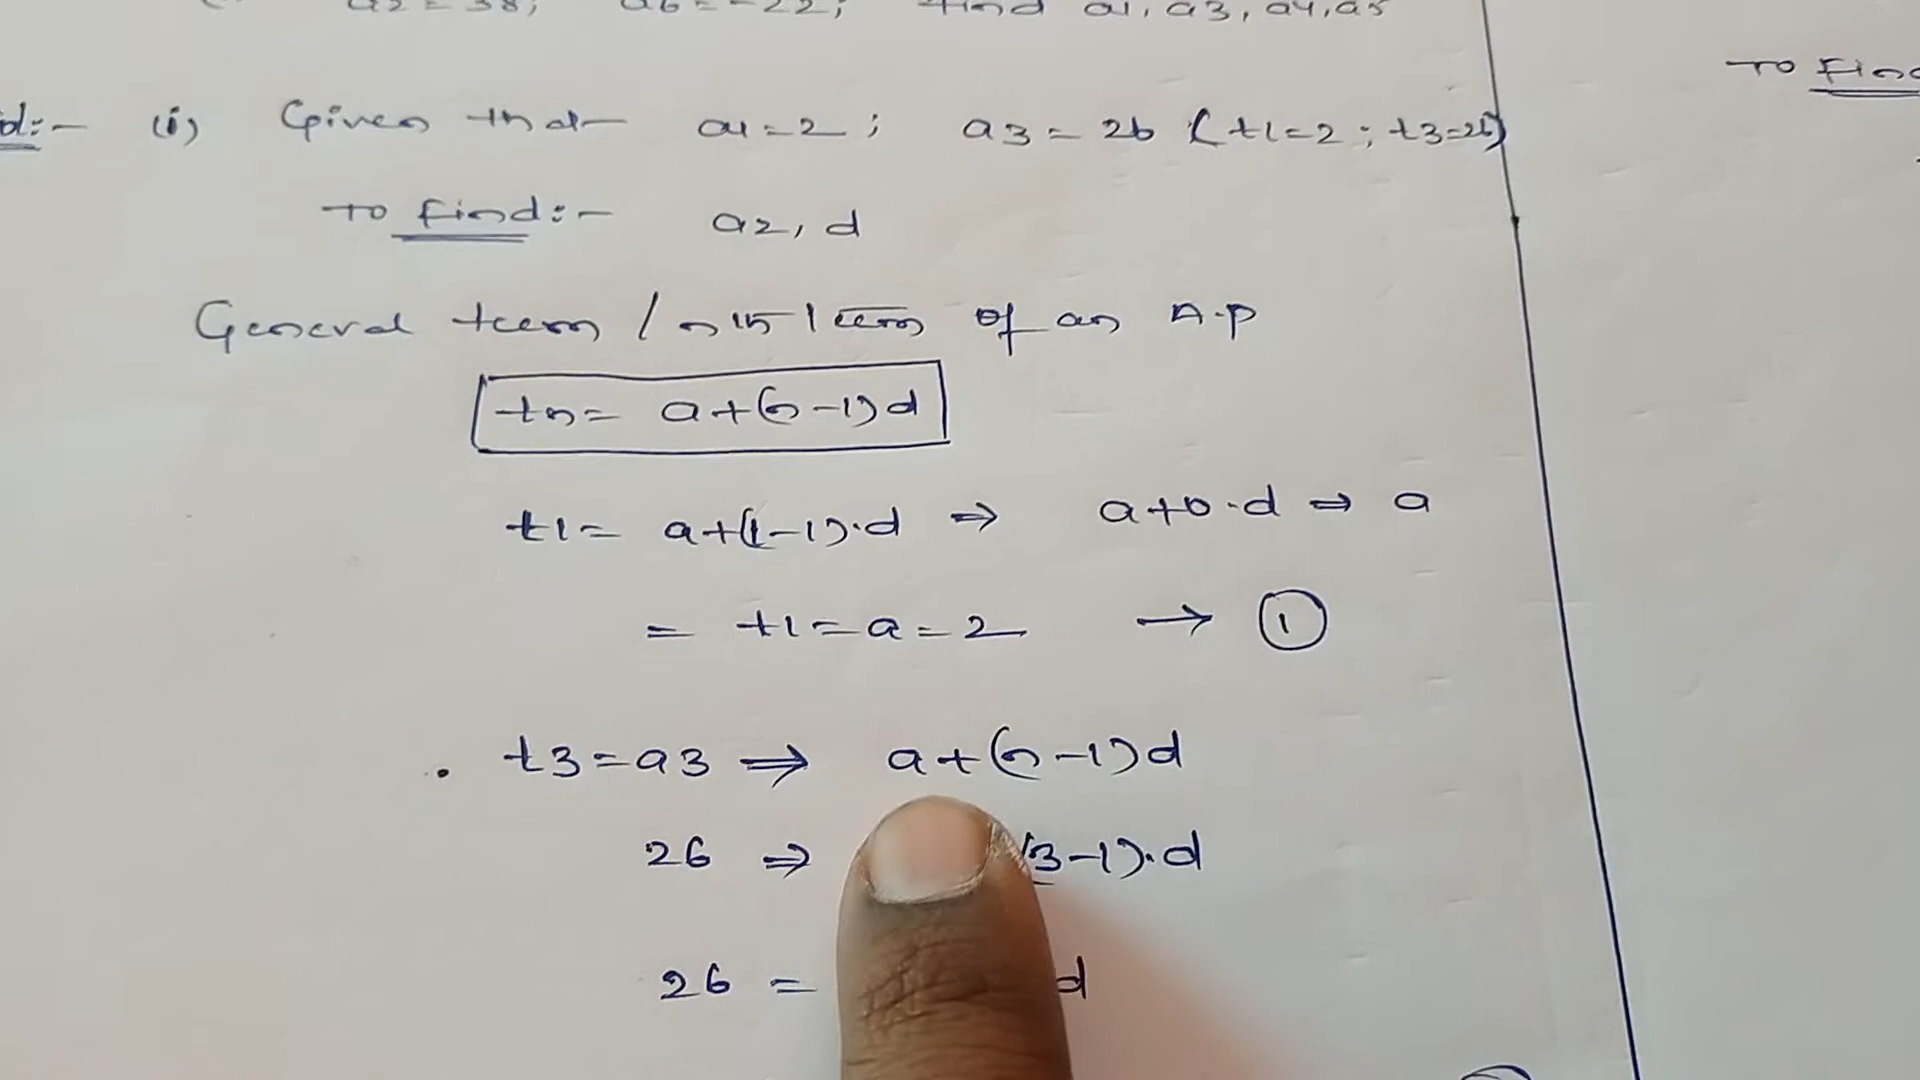 a2 = 38; a6 = -22; find a1, a3, a4, a5
To find
(i) Given that a1 = 2 ; a3 = 26 (t1 = 2 ; t3 = 26)
To find :- a2, d
General term / nth term of an A.P
tn = a+(n-1)d
t1 = a+(1-1).d ⇒ a+0.d ⇒ a
= t1 = a = 2 → ①
. t3 = a3 ⇒ a+(n-1)d
26 ⇒ (3-1).d
26 = d